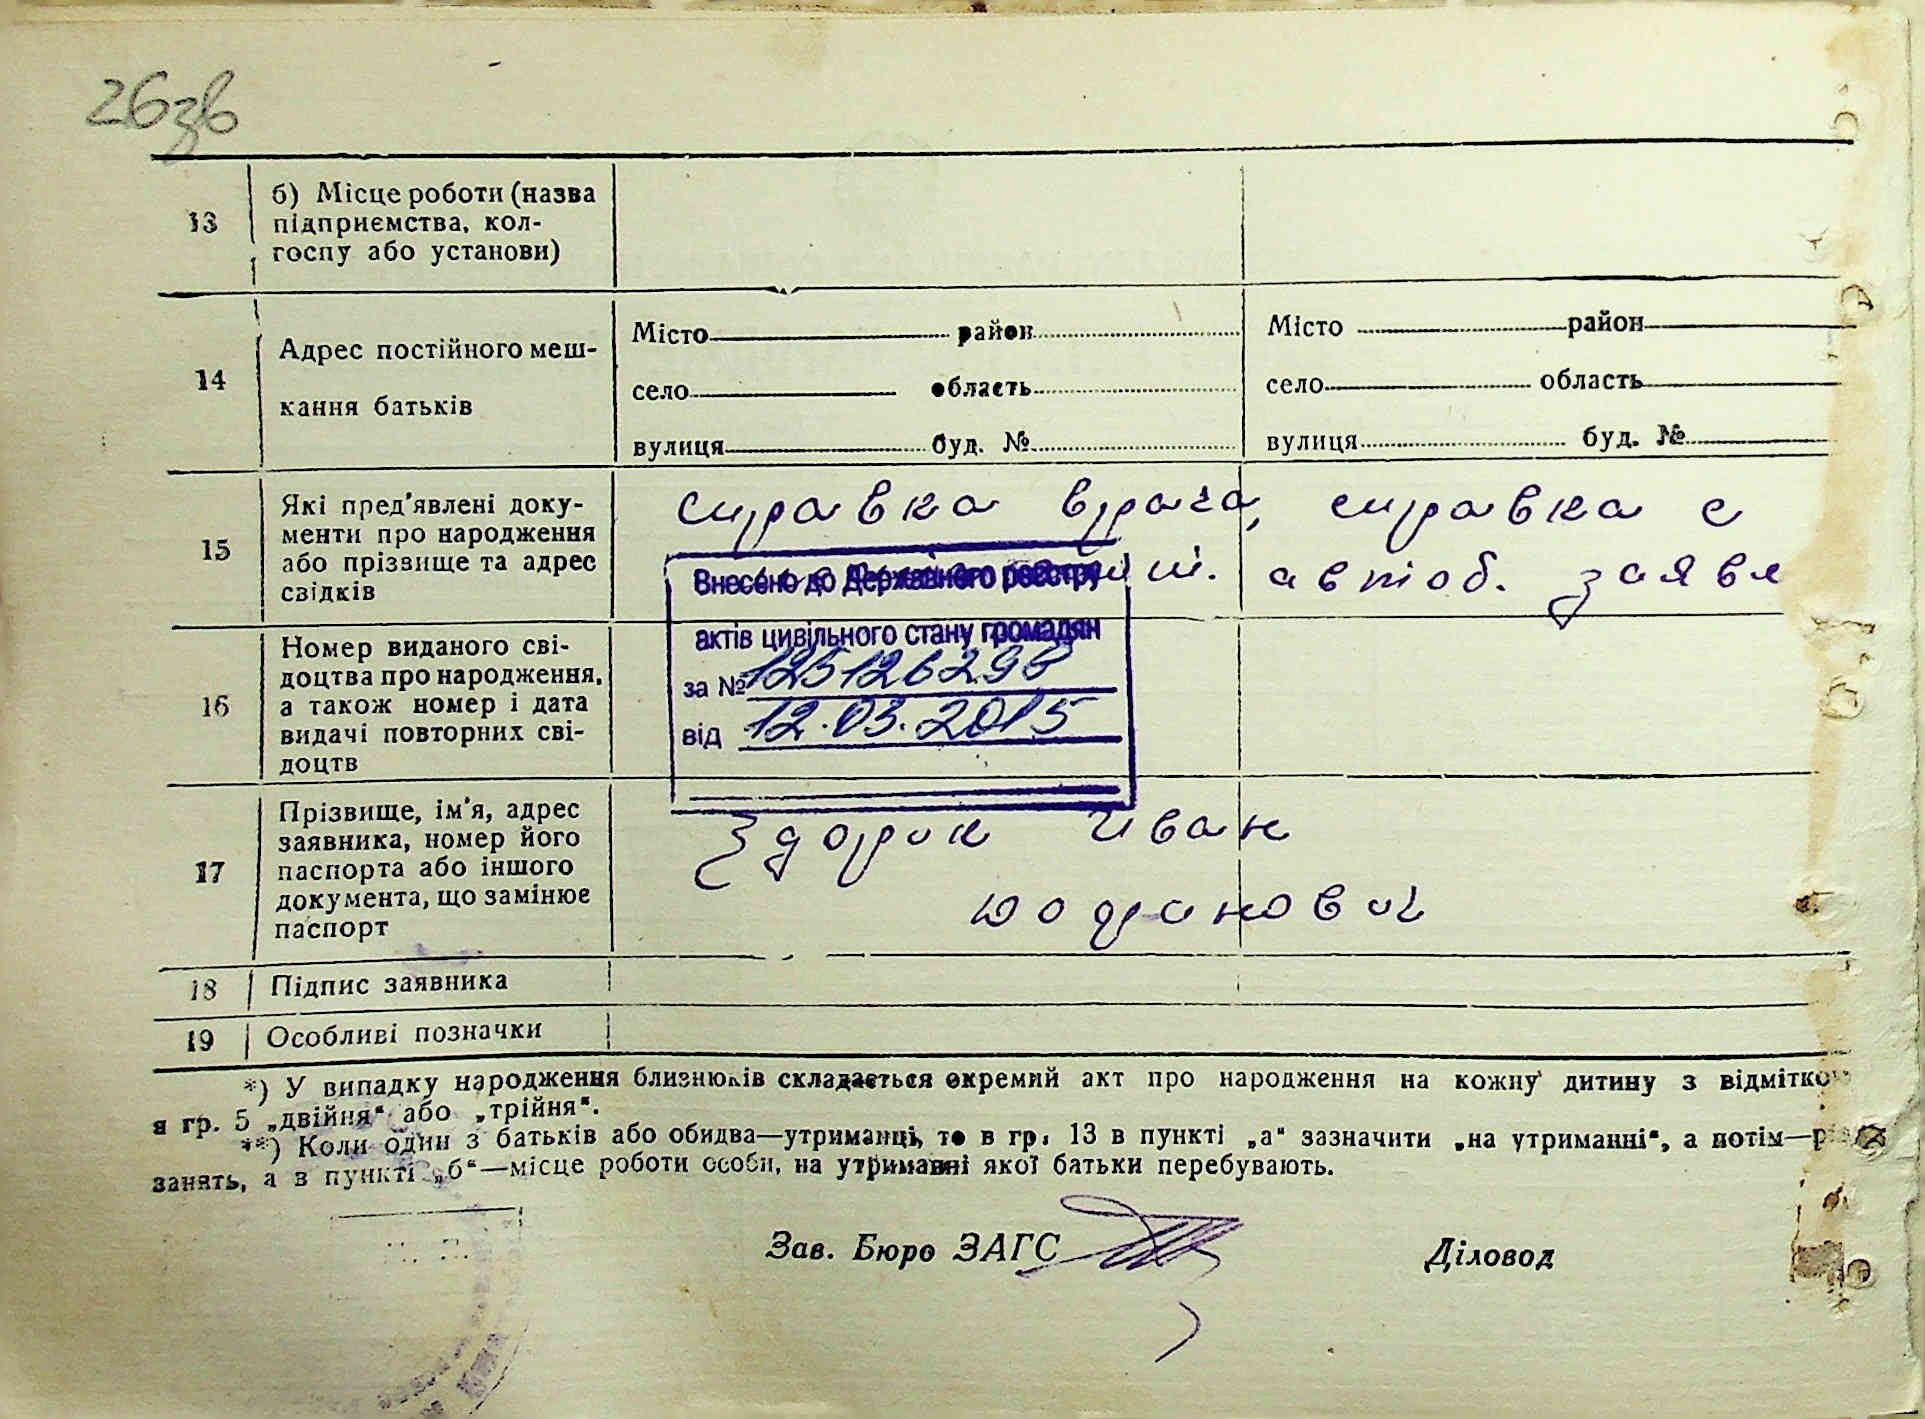 26зв
13 б) Місце роботи (назва
підприємства, кол-
госпу або установи)
14 Адрес постійного меш-
кання батьків
Місто район
село область
вулиця буд. №
Місто район
село область
вулиця буд. №
15 Які пред'явлені доку-
менти про народження
або прізвище та адрес
свідків
справка врача, справка с
автоб. заявл
16 Номер виданого сві-
доцтва про народження,
а також номер і дата
видачі повторних сві-
доцтв
Внесено до Державного реєстру
актів цивільного стану громадян
за № 125126298
від 12.03.2015
17 Прізвище, ім'я, адрес
заявника, номер його
паспорта або іншого
документа, що замінює
паспорт
Здорик Иван
18 Підпис заявника
19 Особливі позначки
*) У випадку народження близнюків складається окремий акт про народження на кожну дитину з відміткою
я гр. 5 „двійня“ або „трійня“.
**) Коли один з батьків або обидва—утриманці, то в гр. 13 в пункті „а“ зазначити „на утриманні“, а потім—
занять, а в пункті „б“—місце роботи особи, на утриманні якої батьки перебувають.
Зав. Бюро ЗАГС
Діловод